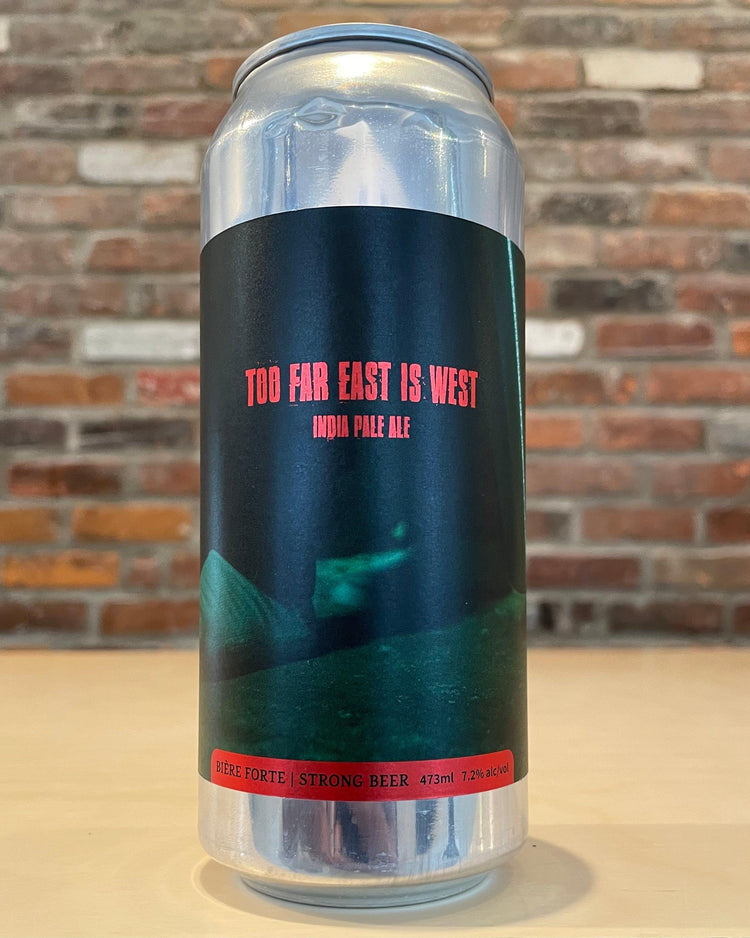 TOO FAR EAST IS WEST
INDIA PALE ALE
BIÈRE FORTE | STRONG BEER 473ml 7.2% alc/vol